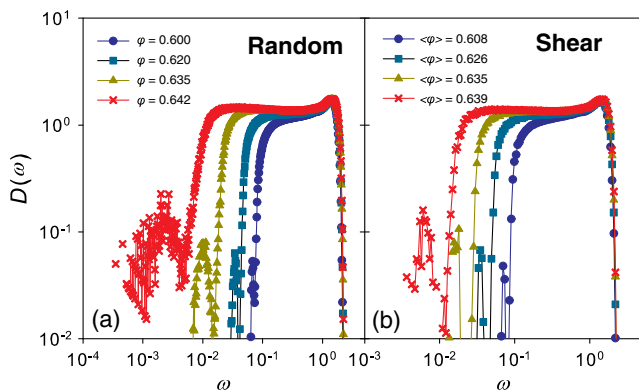 Random
φ = 0.600
φ = 0.620
φ = 0.635
φ = 0.642
(a)
Shear
<φ> = 0.608
<φ> = 0.626
<φ> = 0.635
<φ> = 0.639
(b)
D(ω)
10¹
10⁰
10⁻¹
10⁻²
10⁻⁴ 10⁻³ 10⁻² 10⁻¹ 10⁰
10⁻³ 10⁻² 10⁻¹ 10⁰
ω ω